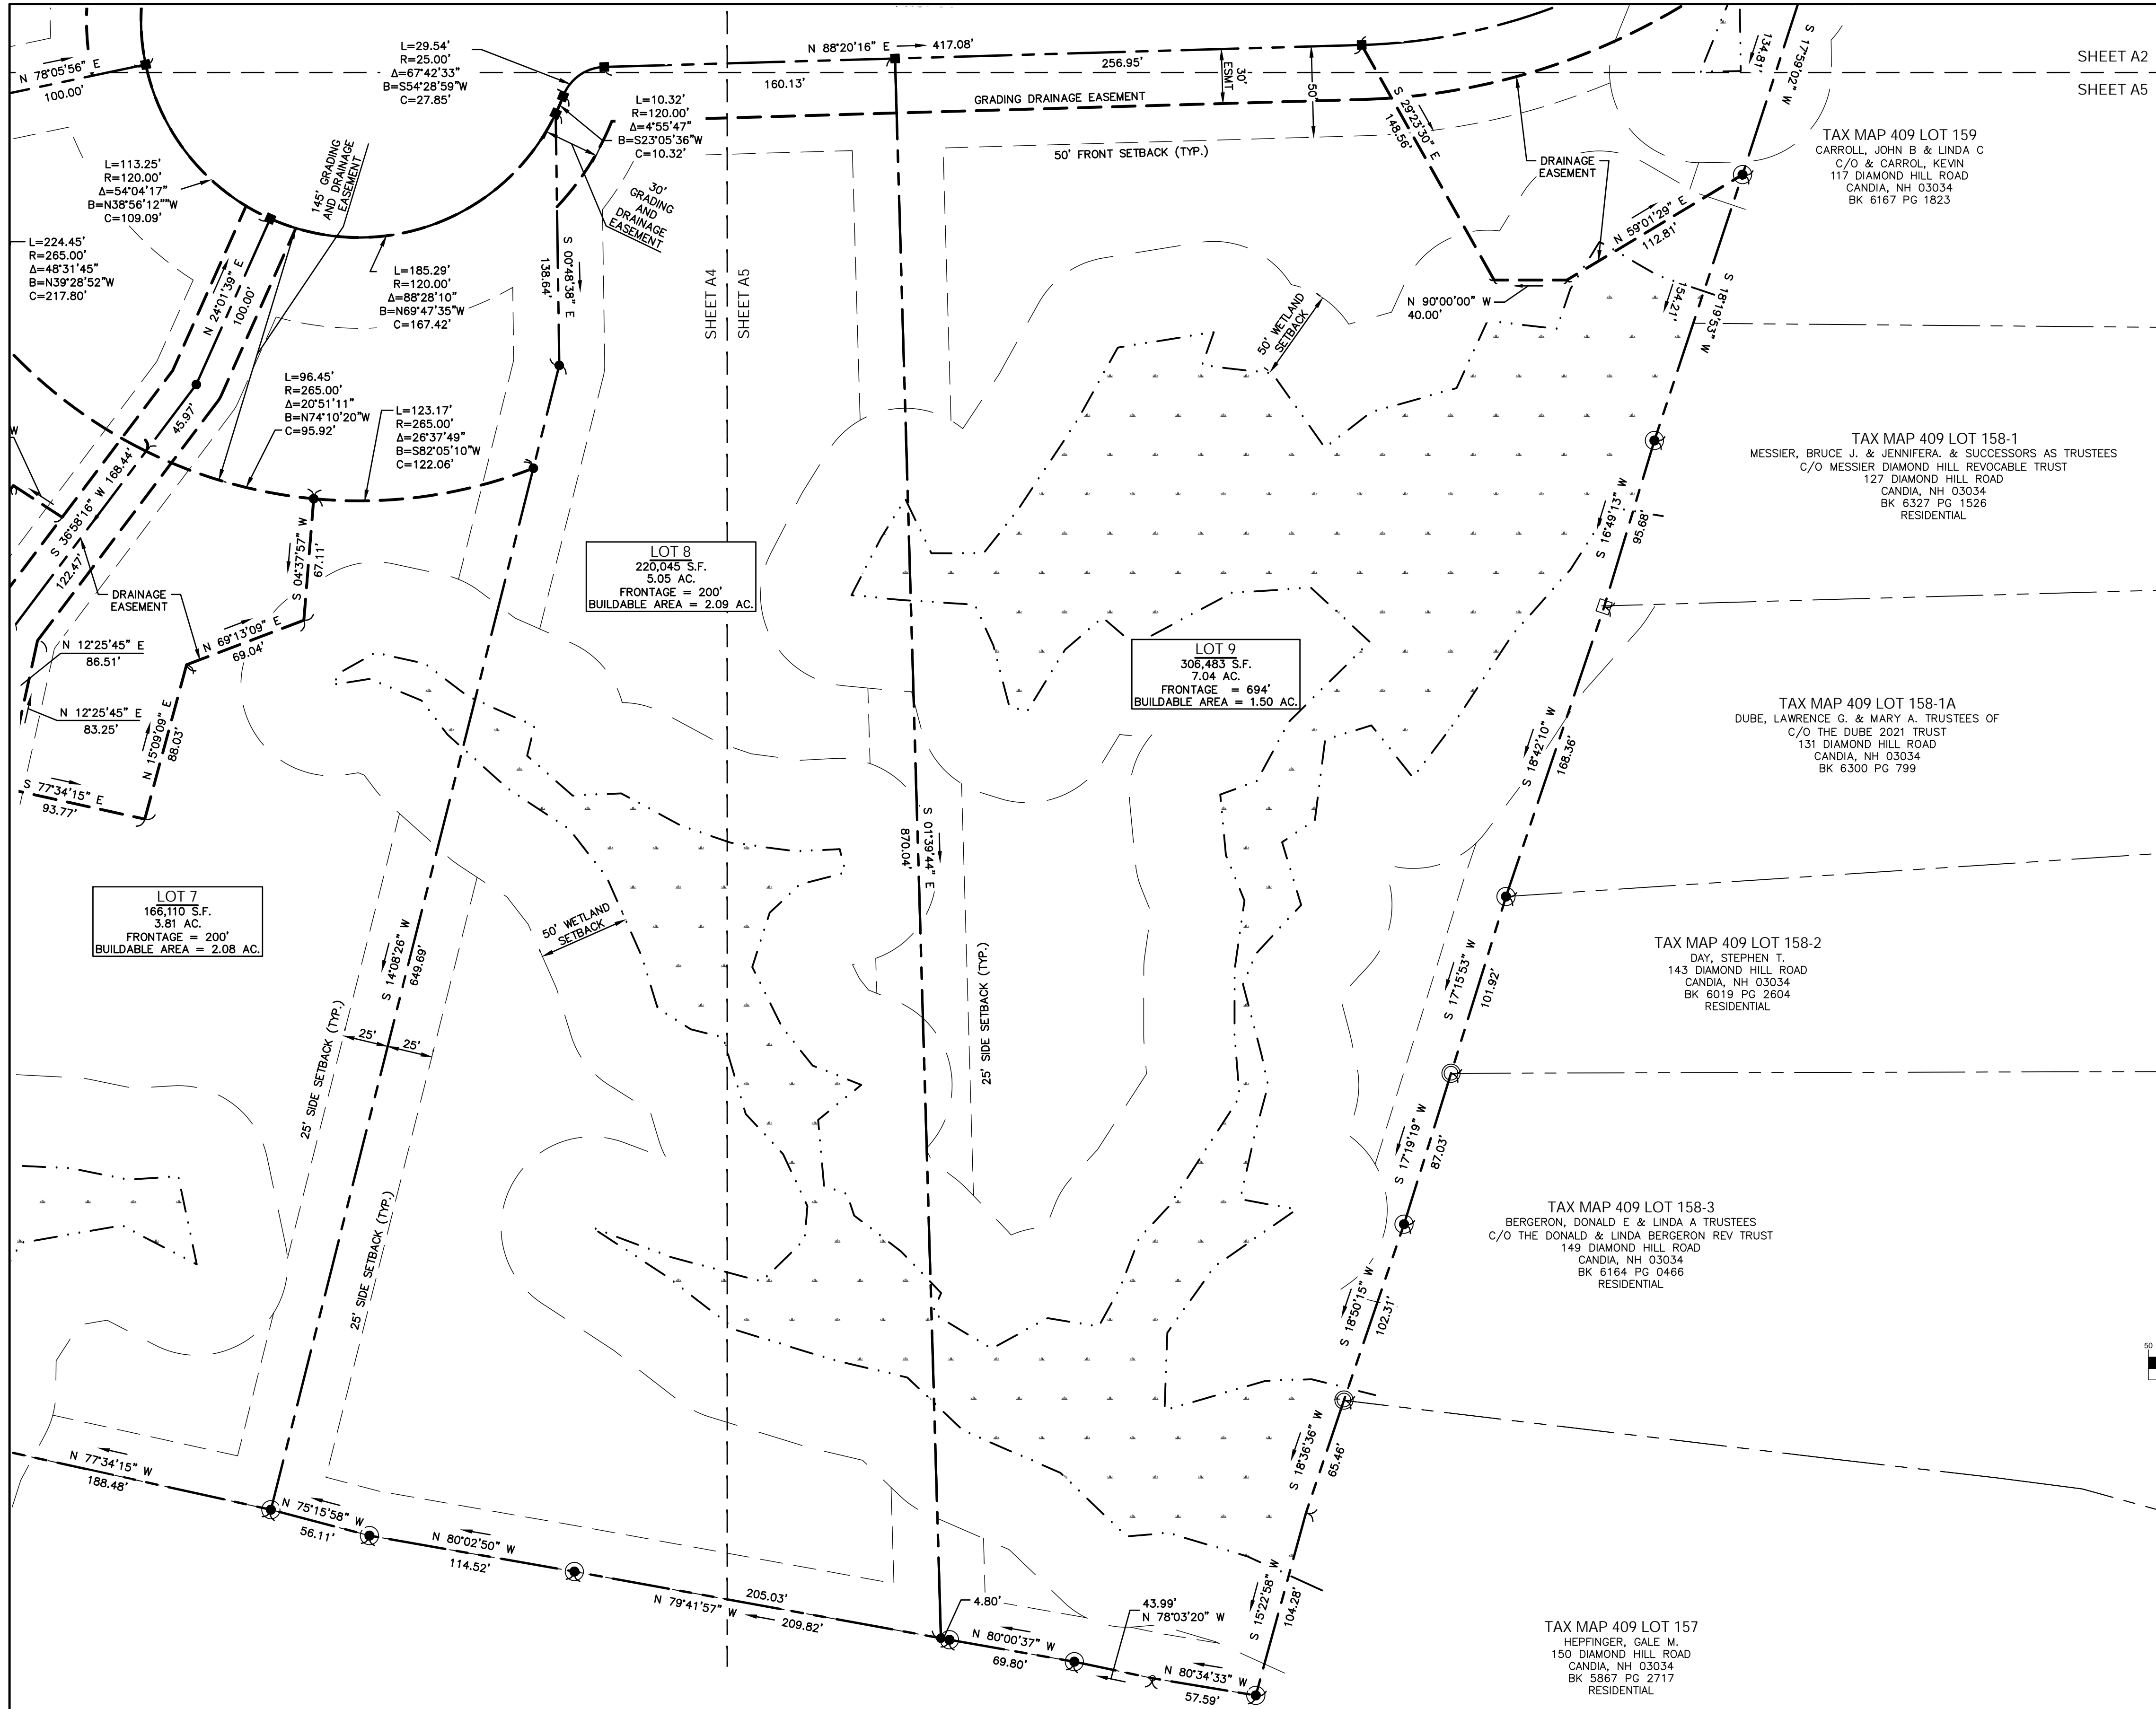 N 88°20'16" E
417.08'
160.13'
256.95'
SHEET A2
SHEET A5
N 78°05'56" E
100.00'
L=29.54'
R=25.00'
Δ=67°42'33"
B=S54°28'59"W
C=27.85'
L=10.32'
R=120.00'
Δ=4°55'47"
B=S23°05'36"W
C=10.32'
30'
ESMT
50'
GRADING DRAINAGE EASEMENT
50' FRONT SETBACK (TYP.)
S 29°23'30" E
148.56'
DRAINAGE
EASEMENT
134.81'
S 17°59'02" W
TAX MAP 409 LOT 159
CARROLL, JOHN B & LINDA C
C/O & CARROL, KEVIN
117 DIAMOND HILL ROAD
CANDIA, NH 03034
BK 6167 PG 1823
L=113.25'
R=120.00'
Δ=54°04'17"
B=N38°56'12""W
C=109.09'
145' GRADING
AND DRAINAGE
EASEMENT
30'
GRADING
AND
DRAINAGE
EASEMENT
N 59°01'29" E
112.81'
L=224.45'
R=265.00'
Δ=48°31'45"
B=N39°28'52"W
C=217.80'
N 24°01'39" E
100.00'
L=185.29'
R=120.00'
Δ=88°28'10"
B=N69°47'35"W
C=167.42'
S 00°48'38" E
138.64'
SHEET A4
SHEET A5
50' WETLAND
SETBACK
N 90°00'00" W
40.00'
154.21'
S 18°19'53" W
L=96.45'
R=265.00'
Δ=20°51'11"
B=N74°10'20"W
C=95.92'
L=123.17'
R=265.00'
Δ=26°37'49"
B=S82°05'10"W
C=122.06'
45.97'
W
S 36°58'16" W 168.44'
122.47'
TAX MAP 409 LOT 158-1
MESSIER, BRUCE J. & JENNIFERA. & SUCCESSORS AS TRUSTEES
C/O MESSIER DIAMOND HILL REVOCABLE TRUST
127 DIAMOND HILL ROAD
CANDIA, NH 03034
BK 6327 PG 1526
RESIDENTIAL
S 16°49'13" W
95.68'
S 04°37'57" W
67.11'
LOT 8
220,045 S.F.
5.05 AC.
FRONTAGE = 200'
BUILDABLE AREA = 2.09 AC.
DRAINAGE
EASEMENT
N 69°13'09" E
69.04'
N 12°25'45" E
86.51'
LOT 9
306,483 S.F.
7.04 AC.
FRONTAGE = 694'
BUILDABLE AREA = 1.50 AC.
N 12°25'45" E
83.25'
N 15°09'09" E
88.03'
S 77°34'15" E
93.77'
S 18°42'10" W
168.36'
TAX MAP 409 LOT 158-1A
DUBE, LAWRENCE G. & MARY A. TRUSTEES OF
C/O THE DUBE 2021 TRUST
131 DIAMOND HILL ROAD
CANDIA, NH 03034
BK 6300 PG 799
S 01°39'44" E
870.04'
LOT 7
166,110 S.F.
3.81 AC.
FRONTAGE = 200'
BUILDABLE AREA = 2.08 AC.
50' WETLAND
SETBACK
S 14°08'26" W
649.69'
25' SIDE SETBACK (TYP.)
S 17°15'53" W
101.92'
TAX MAP 409 LOT 158-2
DAY, STEPHEN T.
143 DIAMOND HILL ROAD
CANDIA, NH 03034
BK 6019 PG 2604
RESIDENTIAL
25'
25'
25' SIDE SETBACK (TYP.)
S 17°19'19" W
87.03'
25' SIDE SETBACK (TYP.)
TAX MAP 409 LOT 158-3
BERGERON, DONALD E & LINDA A TRUSTEES
C/O THE DONALD & LINDA BERGERON REV TRUST
149 DIAMOND HILL ROAD
CANDIA, NH 03034
BK 6164 PG 0466
RESIDENTIAL
S 18°50'15" W
102.31'
50
S 18°36'36" W
65.46'
N 77°34'15" W
188.48'
N 75°15'58" W
56.11'
N 80°02'50" W
114.52'
205.03'
N 79°41'57" W
209.82'
4.80'
43.99'
N 78°03'20" W
S 15°22'58" W
104.28'
N 80°00'37" W
69.80'
N 80°34'33" W
57.59'
TAX MAP 409 LOT 157
HEPFINGER, GALE M.
150 DIAMOND HILL ROAD
CANDIA, NH 03034
BK 5867 PG 2717
RESIDENTIAL